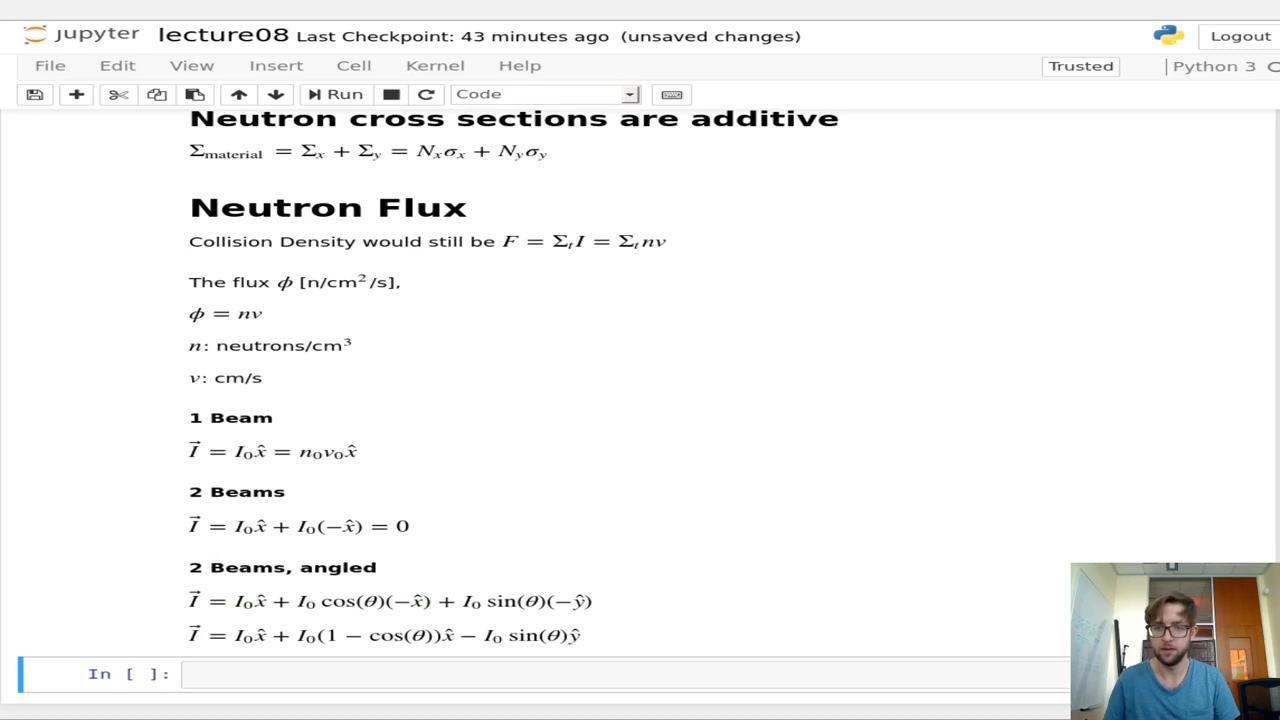 jupyter lecture08 Last Checkpoint: 43 minutes ago (unsaved changes) Logout
File Edit View Insert Cell Kernel Help Trusted Python 3
Run Code
Neutron cross sections are additive
Σ_material = Σ_x + Σ_y = N_xσ_x + N_yσ_y
Neutron Flux
Collision Density would still be F = Σ_t I = Σ_t nv
The flux ϕ [n/cm²/s],
ϕ = nv
n: neutrons/cm³
v: cm/s
1 Beam
I⃗ = I₀x̂ = n₀v₀x̂
2 Beams
I⃗ = I₀x̂ + I₀(−x̂) = 0
2 Beams, angled
I⃗ = I₀x̂ + I₀ cos(θ)(−x̂) + I₀ sin(θ)(−ŷ)
I⃗ = I₀x̂ + I₀(1 − cos(θ))x̂ − I₀ sin(θ)ŷ
In [ ]: